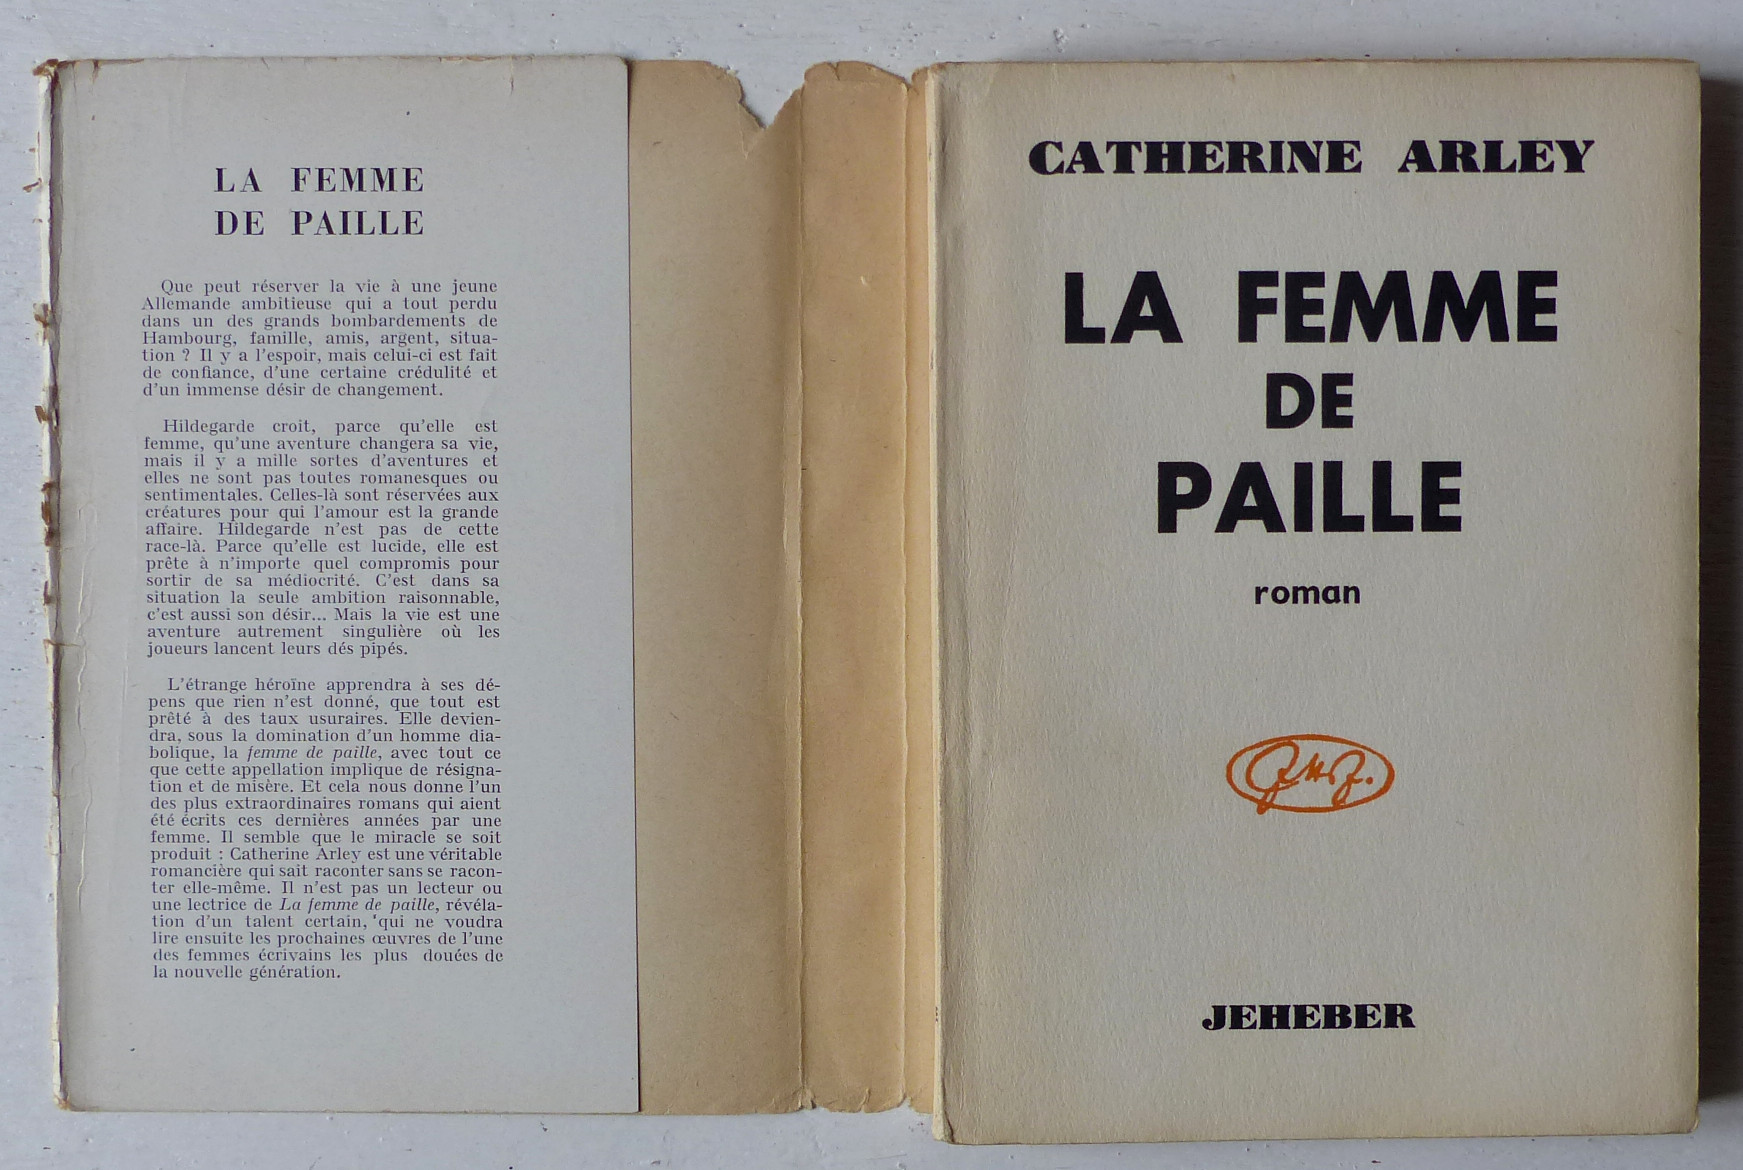 LA FEMME
DE PAILLE
Que peut réserver la vie à une jeune
Allemande ambitieuse qui a tout perdu
dans un des grands bombardements de
Hambourg, famille, amis, argent, situa-
tion ? Il y a l'espoir, mais celui-ci est fait
de confiance, d'une certaine crédulité et
d'un immense désir de changement.
Hildegarde croit, parce qu'elle est
femme, qu'une aventure changera sa vie,
mais il y a mille sortes d'aventures et
elles ne sont pas toutes romanesques ou
sentimentales. Celles-là sont réservées aux
créatures pour qui l'amour est la grande
affaire. Hildegarde n'est pas de cette
race-là. Parce qu'elle est lucide, elle est
prête à n'importe quel compromis pour
sortir de sa médiocrité. C'est dans sa
situation la seule ambition raisonnable,
c'est aussi son désir... Mais la vie est une
aventure autrement singulière où les
joueurs lancent leurs dés pipés.
L'étrange héroïne apprendra à ses dé-
pens que rien n'est donné, que tout est
prêté à des taux usuraires. Elle devien-
dra, sous la domination d'un homme dia-
bolique, la femme de paille, avec tout ce
que cette appellation implique de résigna-
tion et de misère. Et cela nous donne l'un
des plus extraordinaires romans qui aient
été écrits ces dernières années par une
femme. Il semble que le miracle se soit
produit : Catherine Arley est une véritable
romancière qui sait raconter sans se racon-
ter elle-même. Il n'est pas un lecteur ou
une lectrice de La femme de paille, révéla-
tion d'un talent certain, qui ne voudra
lire ensuite les prochaines œuvres de l'une
des femmes écrivains les plus douées de
la nouvelle génération.
CATHERINE ARLEY
LA FEMME
DE
PAILLE
roman
JEHEBER